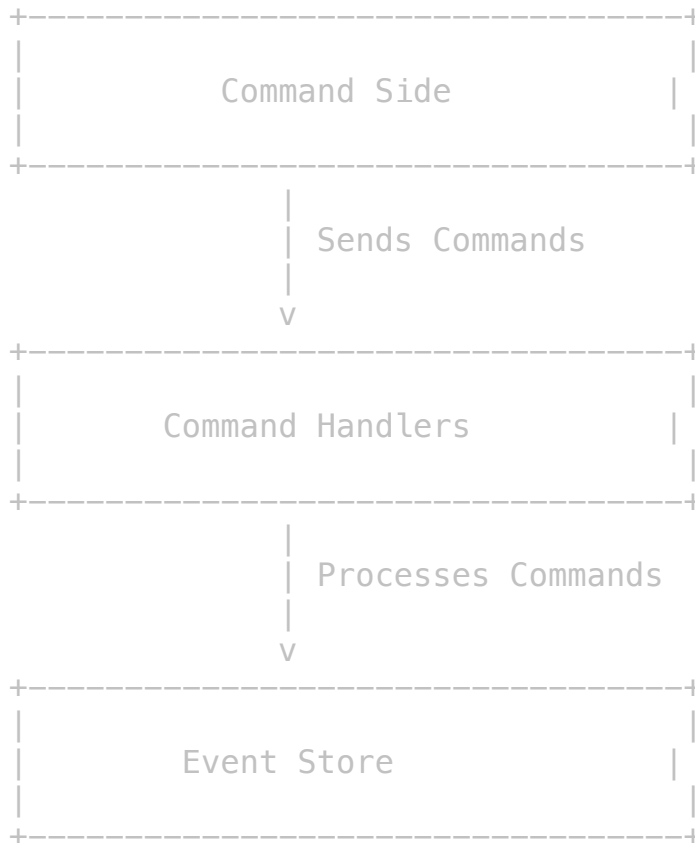 Command Side
Sends Commands
v
Command Handlers
Processes Commands
v
Event Store